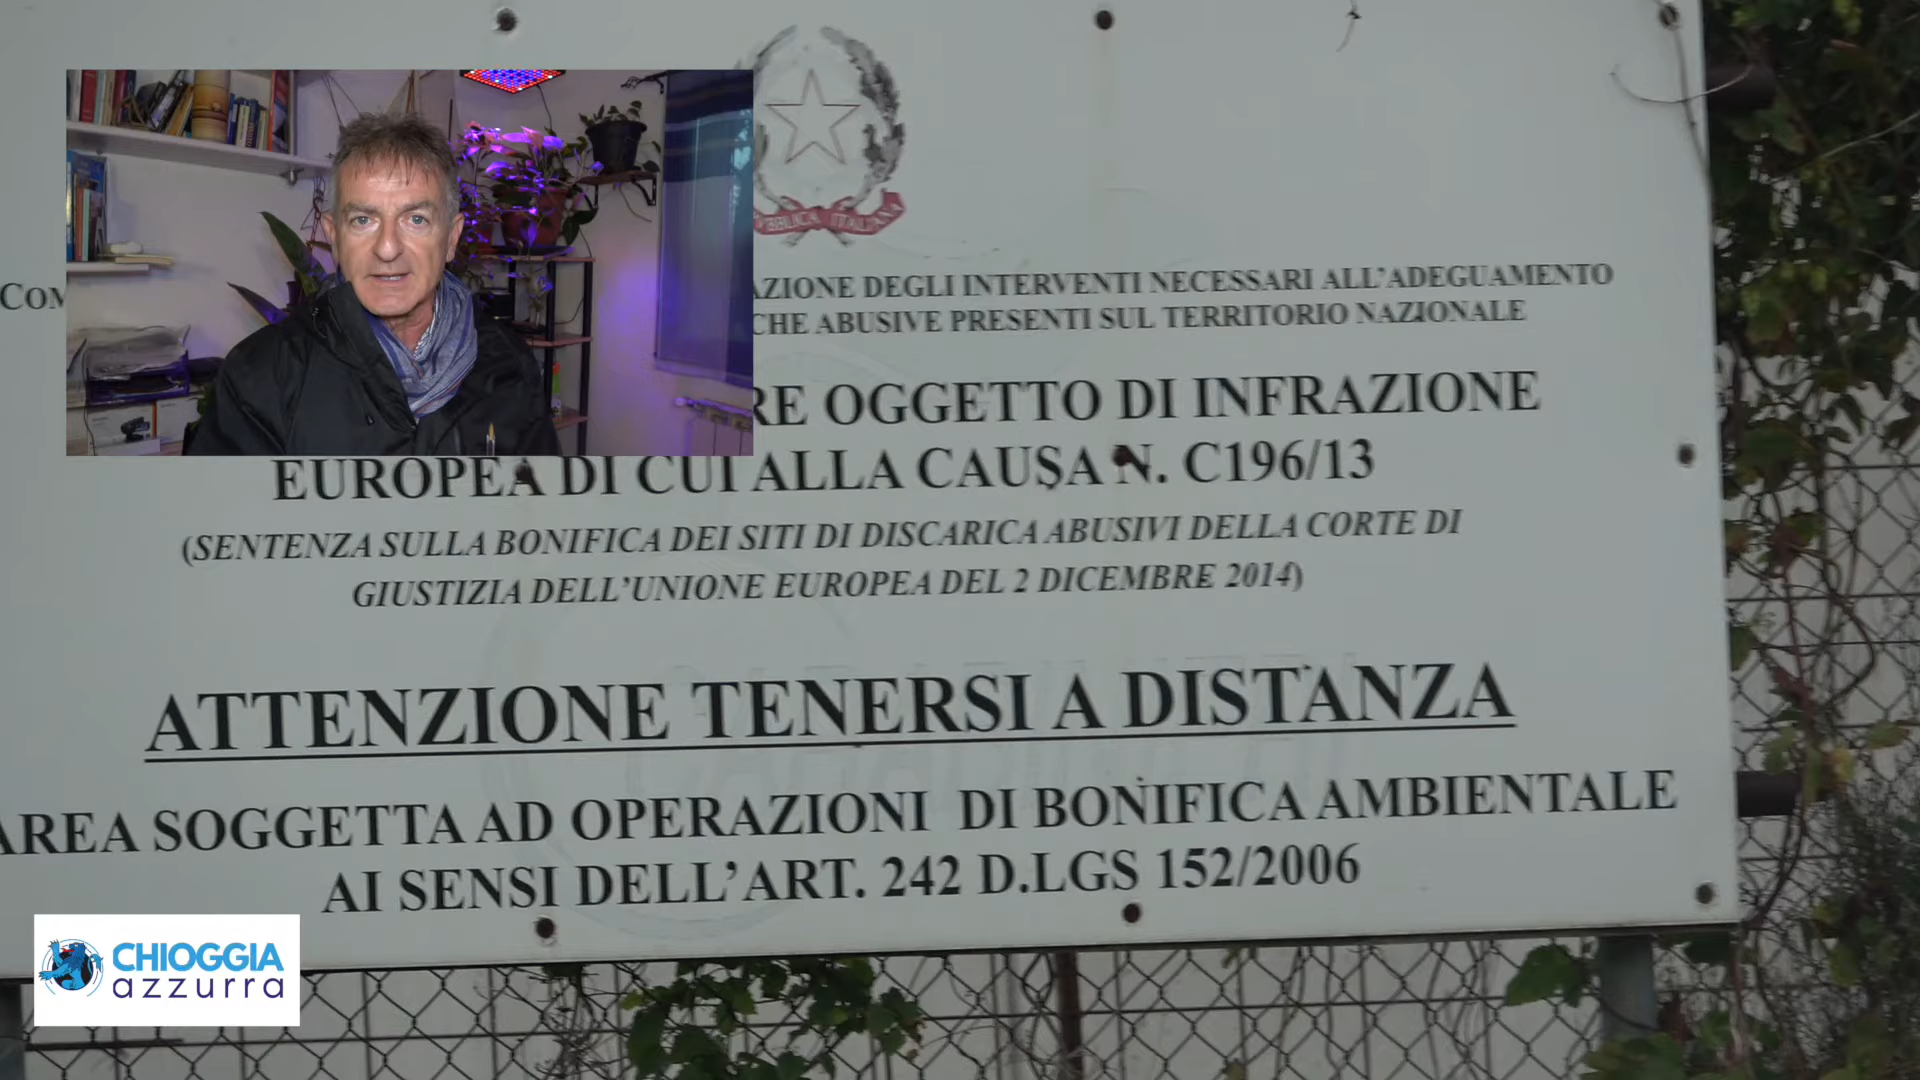 REPUBBLICA ITALIANA
AZIONE DEGLI INTERVENTI NECESSARI ALL'ADEGUAMENTO
CHE ABUSIVE PRESENTI SUL TERRITORIO NAZIONALE
RE OGGETTO DI INFRAZIONE
EUROPEA DI CUI ALLA CAUSA N. C196/13
(SENTENZA SULLA BONIFICA DEI SITI DI DISCARICA ABUSIVI DELLA CORTE DI
GIUSTIZIA DELL'UNIONE EUROPEA DEL 2 DICEMBRE 2014)
ATTENZIONE TENERSI A DISTANZA
AREA SOGGETTA AD OPERAZIONI DI BONIFICA AMBIENTALE
AI SENSI DELL'ART. 242 D.LGS 152/2006
CHIOGGIA
azzurra